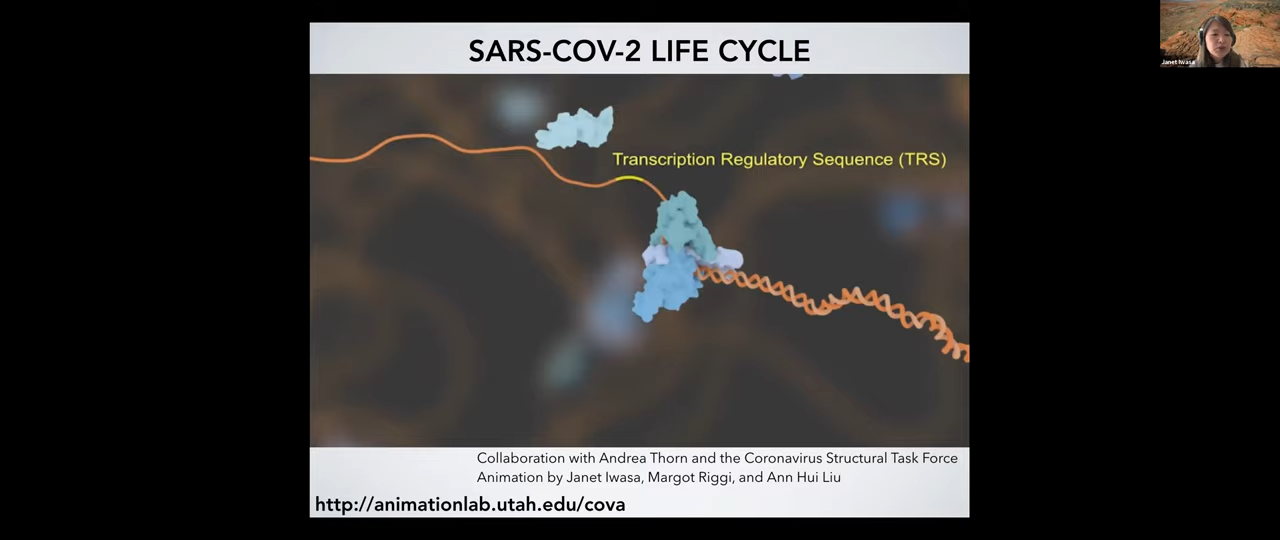 SARS-COV-2 LIFE CYCLE
Janet Iwasa
Transcription Regulatory Sequence (TRS)
Collaboration with Andrea Thorn and the Coronavirus Structural Task Force
Animation by Janet Iwasa, Margot Riggi, and Ann Hui Liu
http://animationlab.utah.edu/cova